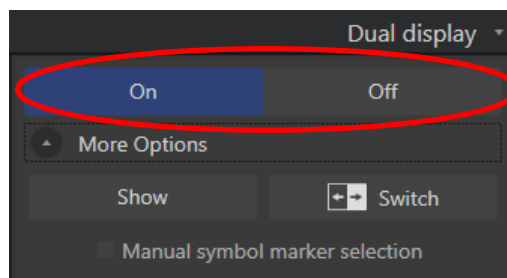 Dual display
On Off
More Options
Show Switch
Manual symbol marker selection